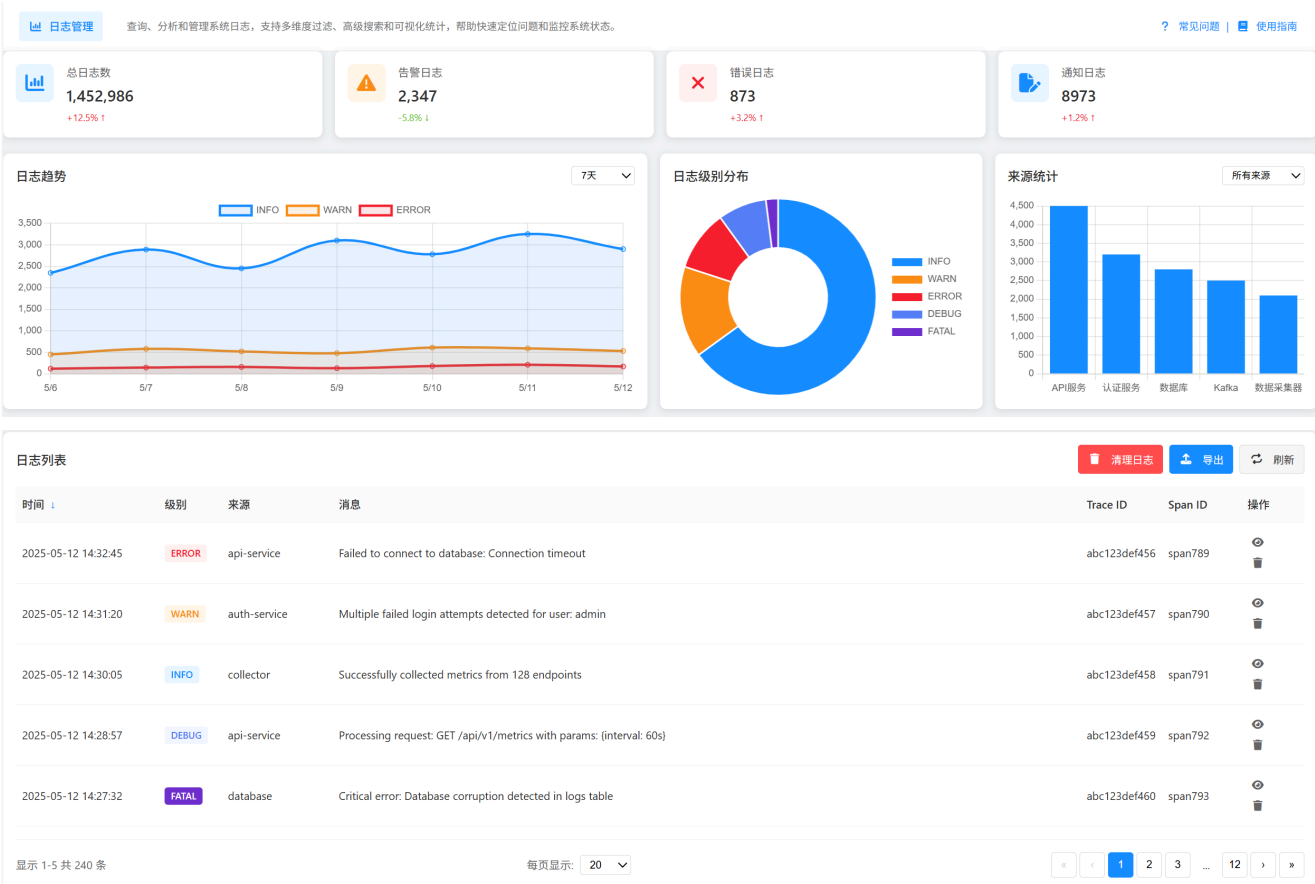 日志管理 查询、分析和管理系统日志，支持多维度过滤、高级搜索和可视化统计，帮助快速定位问题和监控系统状态。 ? 常见问题 | 使用指南
总日志数
1,452,986
+12.5% ↑
告警日志
2,347
-5.8% ↓
错误日志
873
+3.2% ↑
通知日志
8973
+1.2% ↑
日志趋势 7天
INFO WARN ERROR
3,500
3,000
2,500
2,000
1,500
1,000
500
0
5/6 5/7 5/8 5/9 5/10 5/11 5/12
日志级别分布
INFO
WARN
ERROR
DEBUG
FATAL
来源统计 所有来源
4,500
4,000
3,500
3,000
2,500
2,000
1,500
1,000
500
0
API服务 认证服务 数据库 Kafka 数据采集器
日志列表 清理日志 导出 刷新
时间 ↓ 级别 来源 消息 Trace ID Span ID 操作
2025-05-12 14:32:45 ERROR api-service Failed to connect to database: Connection timeout abc123def456 span789
2025-05-12 14:31:20 WARN auth-service Multiple failed login attempts detected for user: admin abc123def457 span790
2025-05-12 14:30:05 INFO collector Successfully collected metrics from 128 endpoints abc123def458 span791
2025-05-12 14:28:57 DEBUG api-service Processing request: GET /api/v1/metrics with params: {interval: 60s} abc123def459 span792
2025-05-12 14:27:32 FATAL database Critical error: Database corruption detected in logs table abc123def460 span793
显示 1-5 共 240 条 每页显示: 20 « ‹ 1 2 3 ... 12 › »